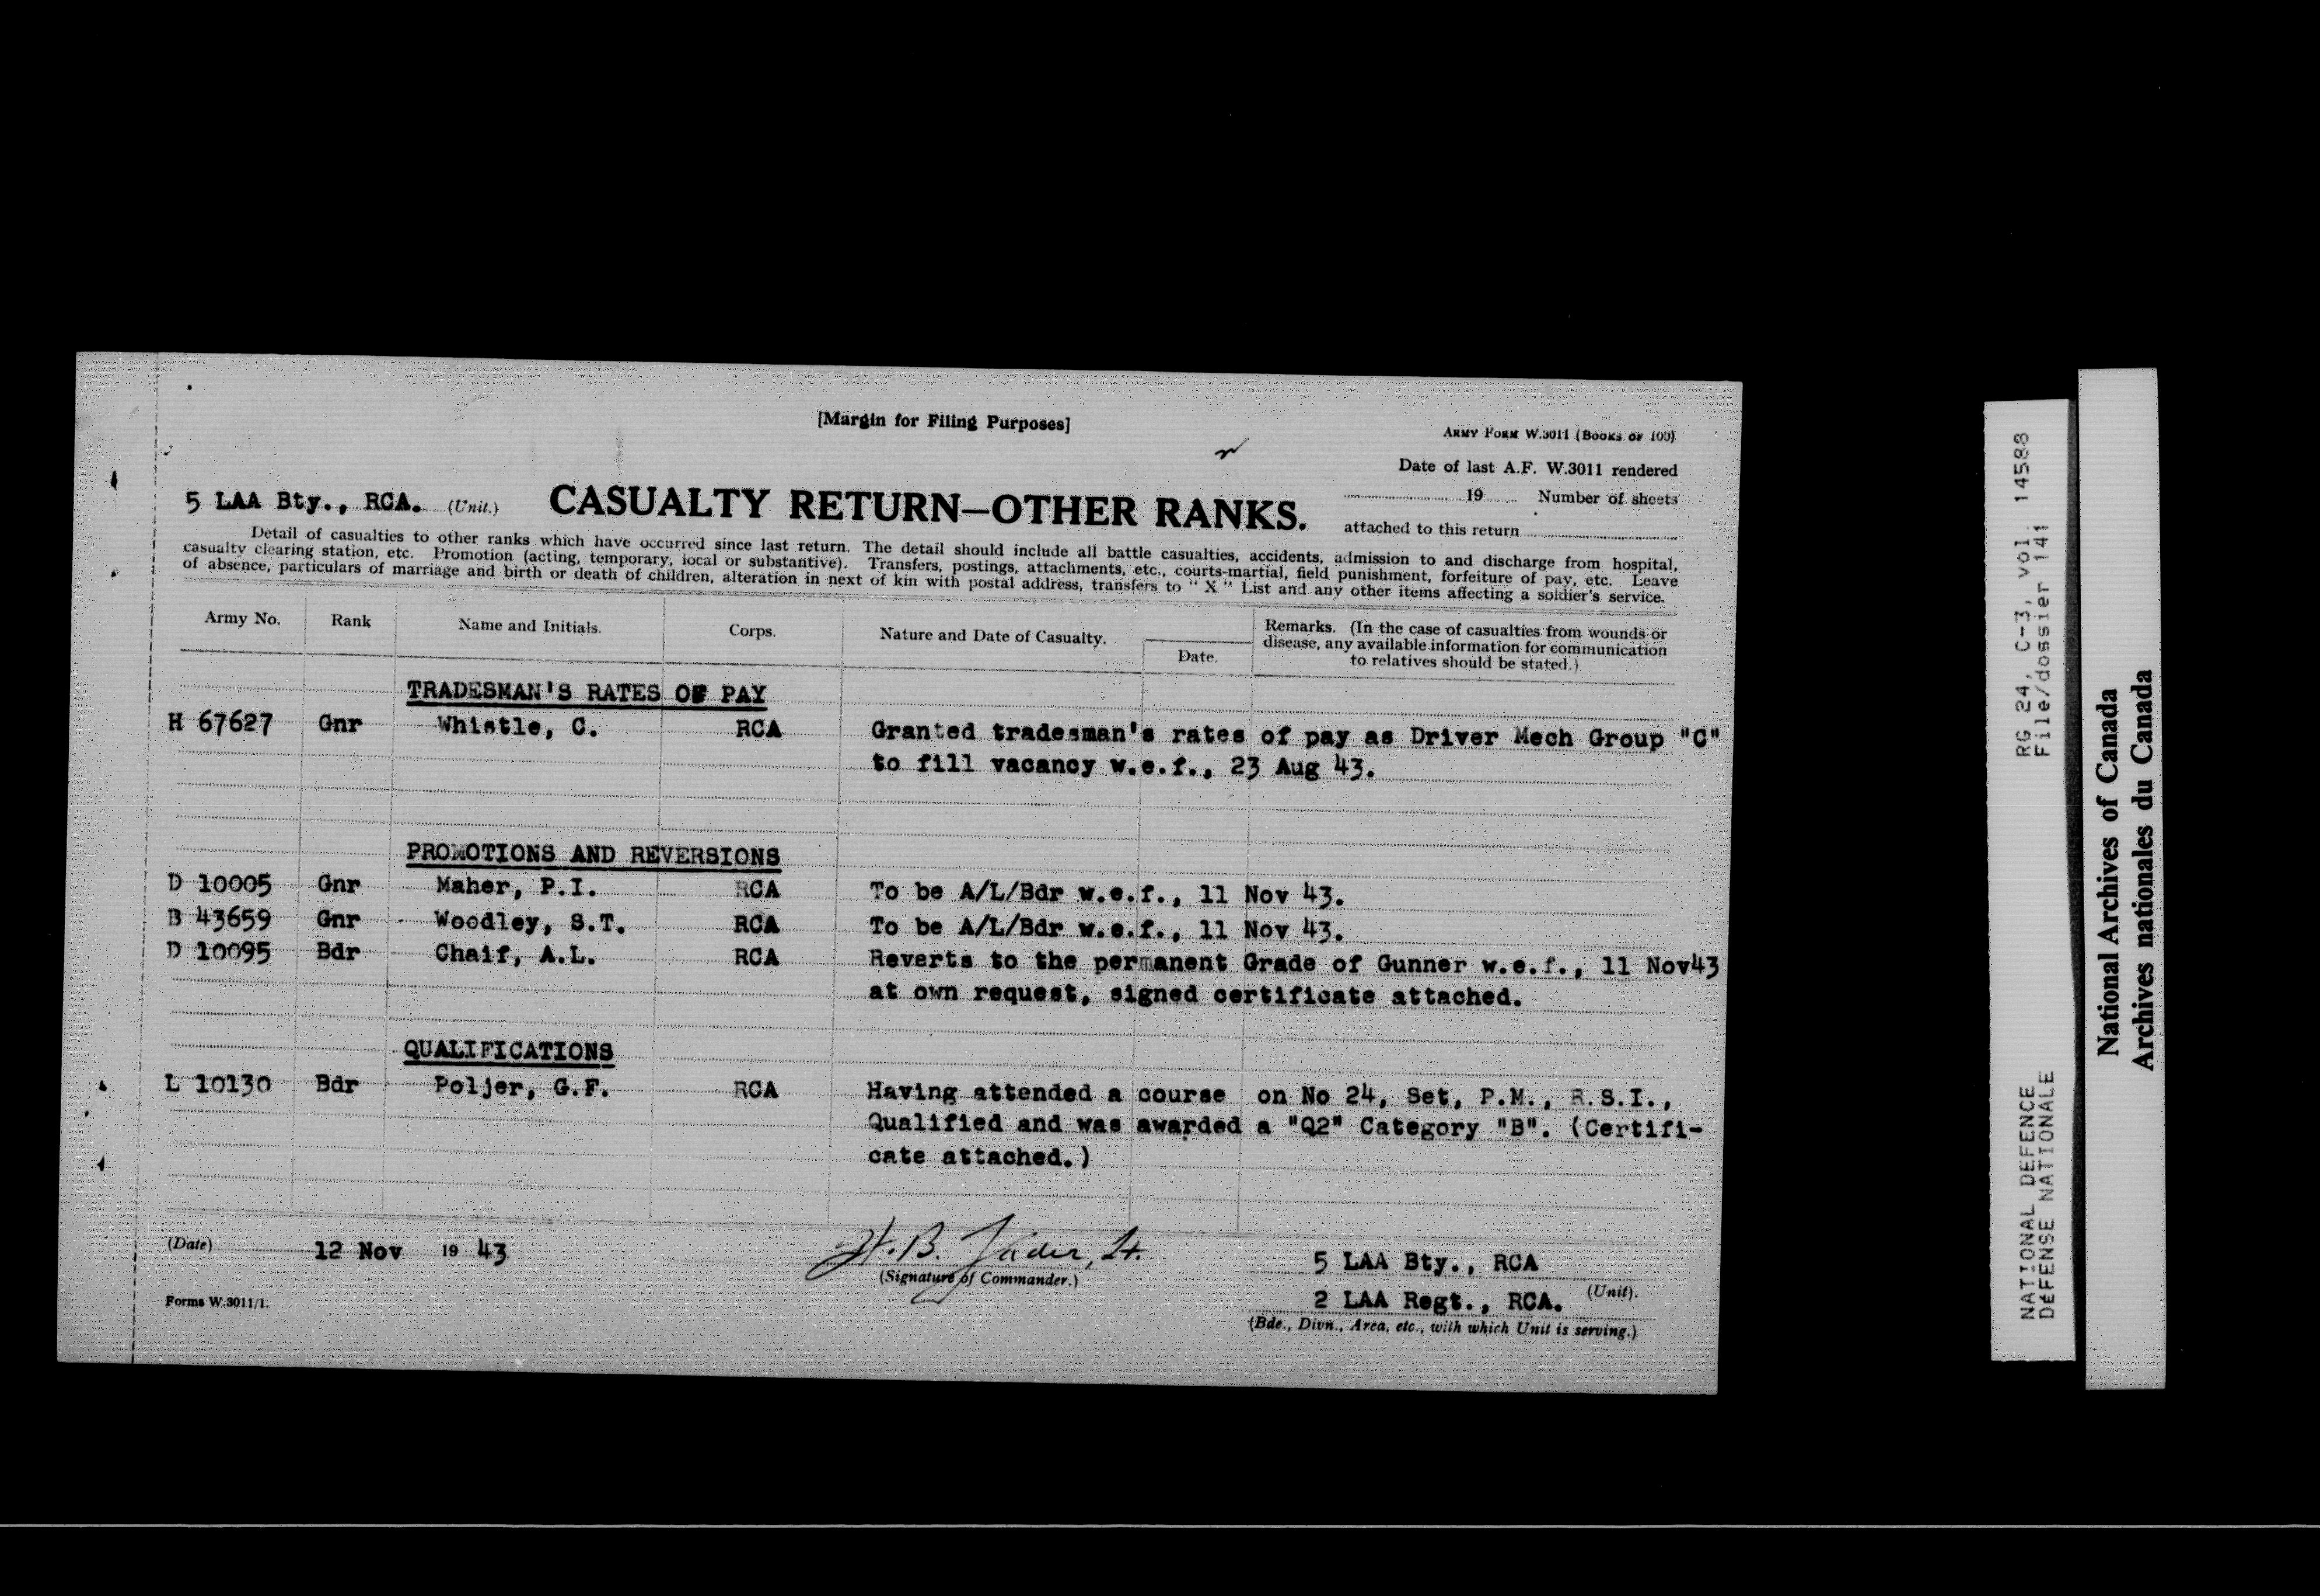 [Margin for Filing Purposes]
ARMY FORM W.3011 (BOOKS OF 100)
Date of last A.F. W.3011 rendered
19 Number of sheets
attached to this return
5 LAA Bty., RCA. (Unit.) CASUALTY RETURN—OTHER RANKS.
Detail of casualties to other ranks which have occurred since last return. The detail should include all battle casualties, accidents, admission to and discharge from hospital,
casualty clearing station, etc. Promotion (acting, temporary, local or substantive). Transfers, postings, attachments, etc., courts-martial, field punishment, forfeiture of pay, etc. Leave
of absence, particulars of marriage and birth or death of children, alteration in next of kin with postal address, transfers to " X " List and any other items affecting a soldier's service.
Army No. Rank Name and Initials. Corps. Nature and Date of Casualty. Date. Remarks. (In the case of casualties from wounds or
disease, any available information for communication
to relatives should be stated.)
TRADESMAN'S RATES OF PAY
H 67627 Gnr Whistle, C. RCA Granted tradesman's rates of pay as Driver Mech Group "C"
to fill vacancy w.e.f., 23 Aug 43.
PROMOTIONS AND REVERSIONS
D 10005 Gnr Maher, P.I. RCA To be A/L/Bdr w.e.f., 11 Nov 43.
B 43659 Gnr Woodley, S.T. RCA To be A/L/Bdr w.e.f., 11 Nov 43.
D 10095 Bdr Chaif, A.L. RCA Reverts to the permanent Grade of Gunner w.e.f., 11 Nov43
at own request, signed certificate attached.
QUALIFICATIONS
L 10130 Bdr Poljer, G.F. RCA Having attended a course on No 24, Set, P.M., R.S.I.,
Qualified and was awarded a "Q2" Category "B". (Certifi-
cate attached.)
(Date) 12 Nov 19 43
H.B. Lt.
(Signature of Commander.)
5 LAA Bty., RCA
(Unit).
2 LAA Regt., RCA.
(Bde., Divn., Area, etc., with which Unit is serving.)
Forms W.3011/1.
NATIONAL DEFENCE RG 24, C-3, vol. 14588
DÉFENSE NATIONALE File/dossier 141
National Archives of Canada
Archives nationales du Canada